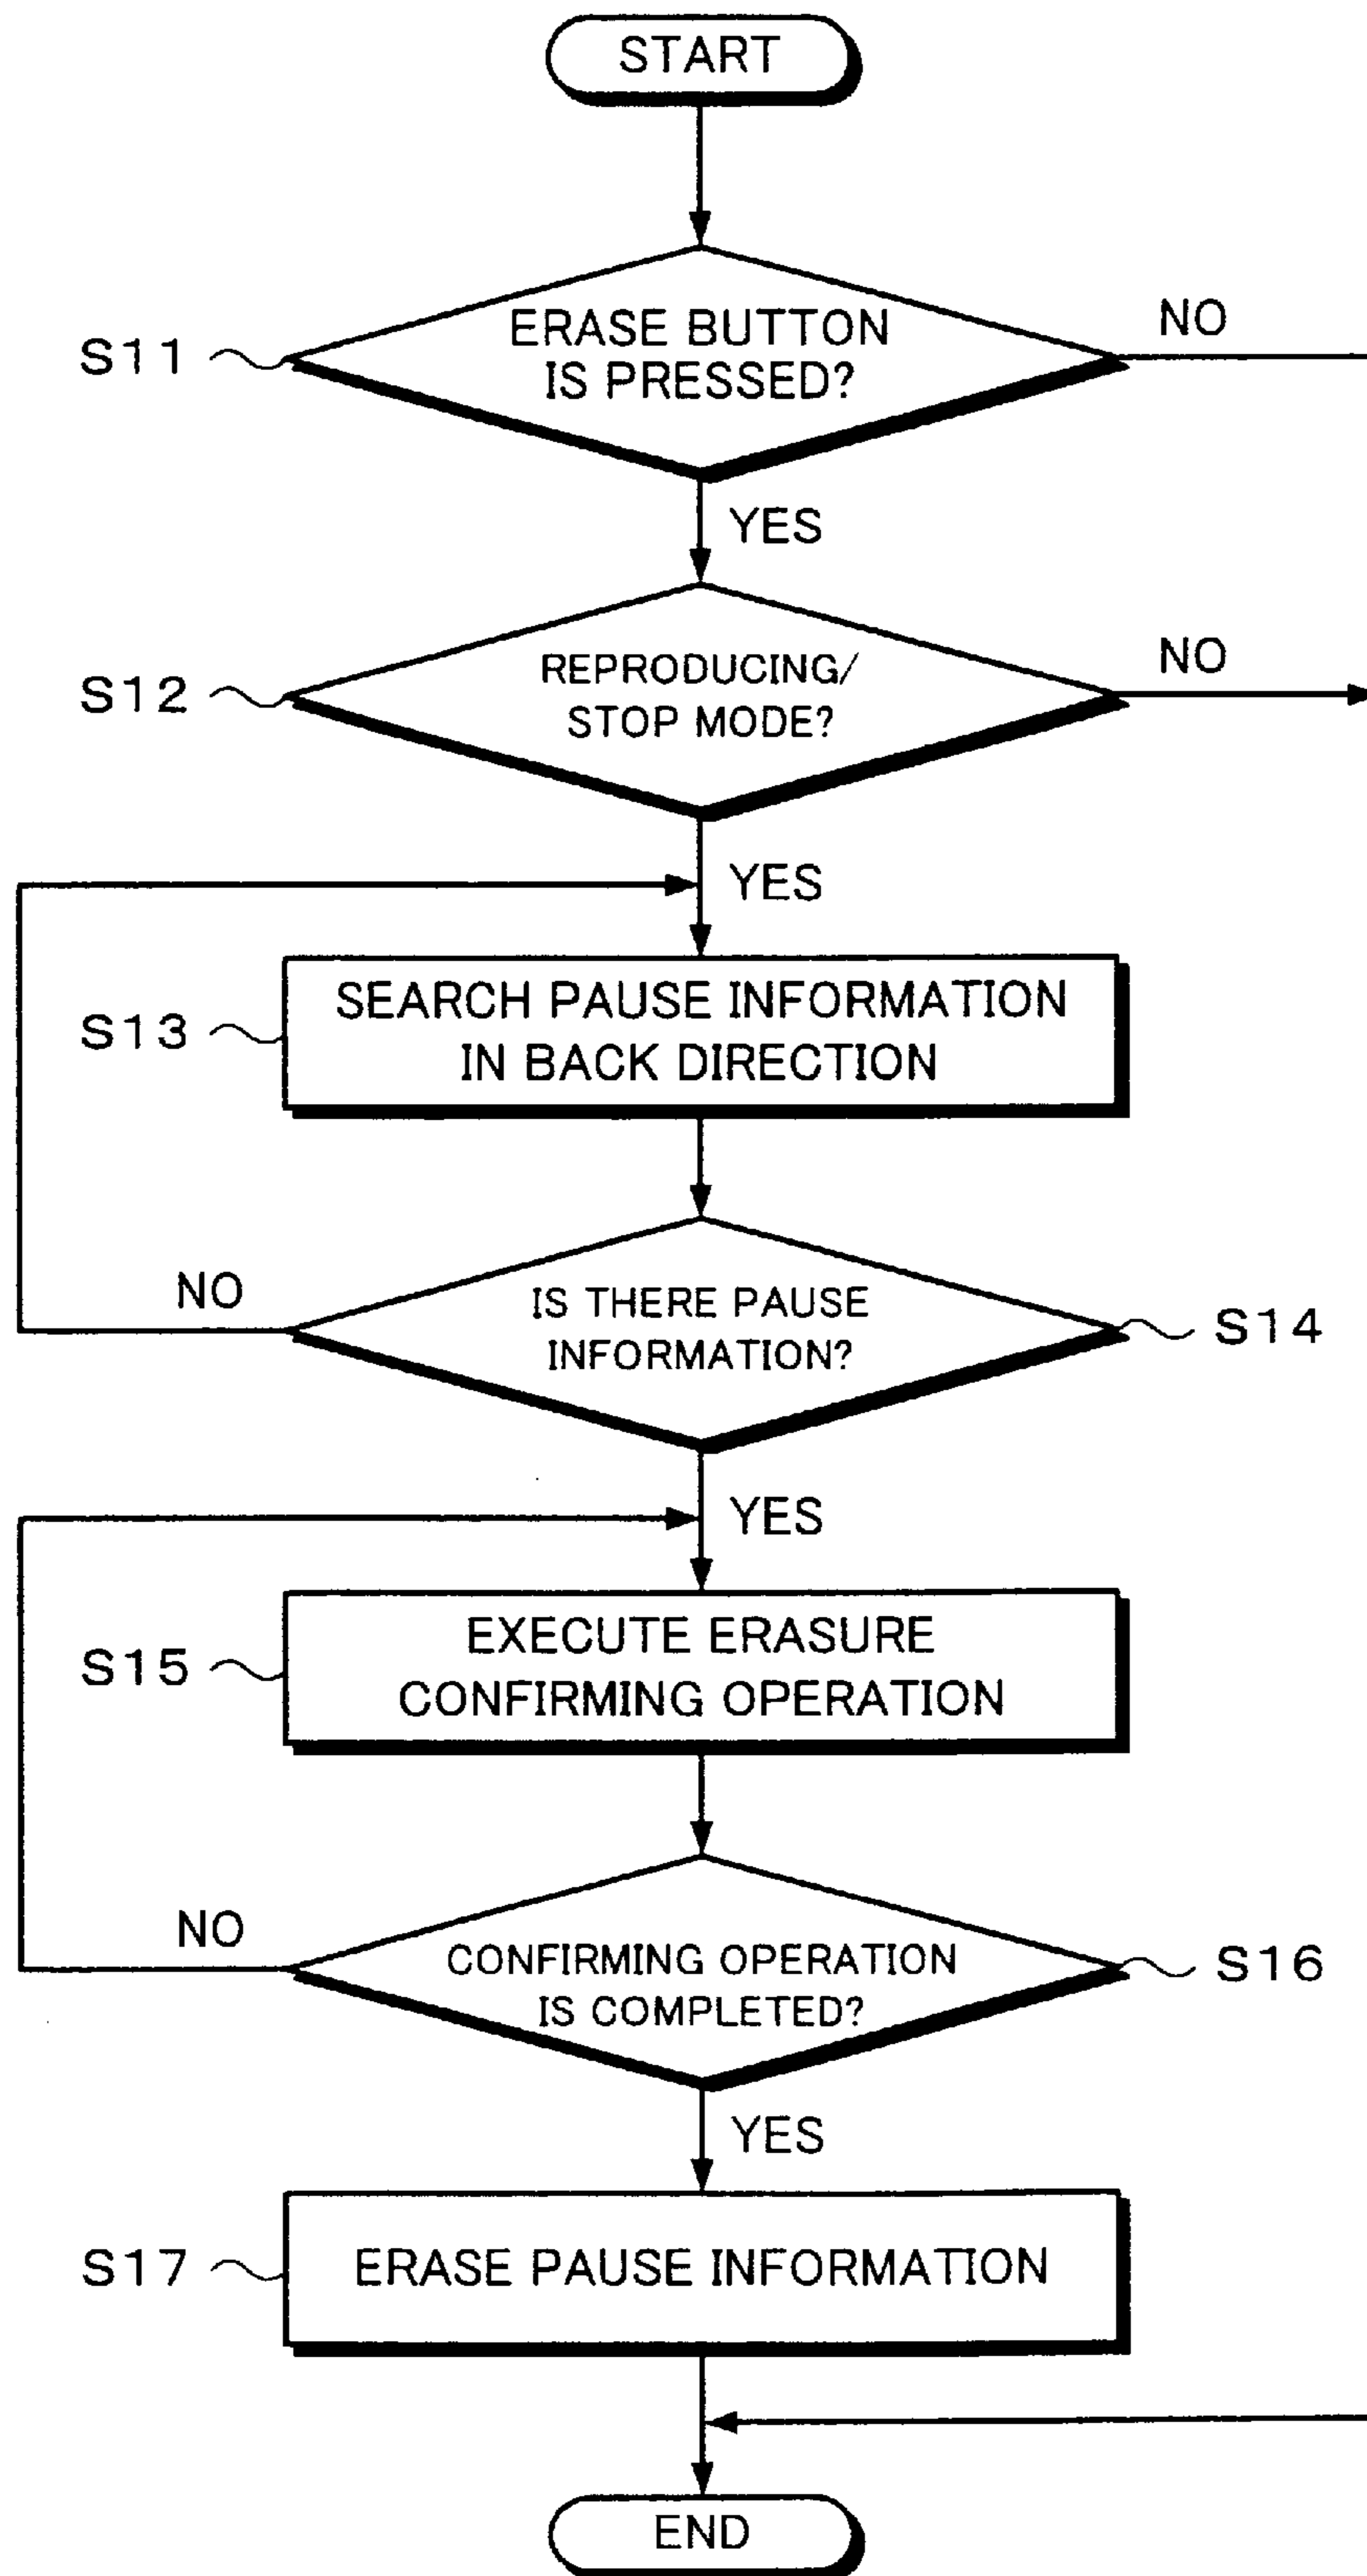 START
ERASE BUTTON
IS PRESSED?
NO
S11
YES
REPRODUCING/
STOP MODE?
NO
S12
YES
SEARCH PAUSE INFORMATION
IN BACK DIRECTION
S13
NO
IS THERE PAUSE
INFORMATION?
S14
YES
EXECUTE ERASURE
CONFIRMING OPERATION
S15
NO
CONFIRMING OPERATION
IS COMPLETED?
S16
YES
S17
ERASE PAUSE INFORMATION
END